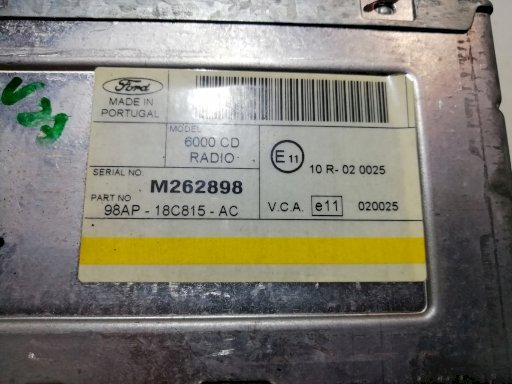 Ford
MADE IN
PORTUGAL
MODEL
6000 CD
RADIO
E 11
10 R- 02 0025
SERIAL NO.
M262898
PART NO
98AP - 18C815 - AC
V.C.A. e11 020025